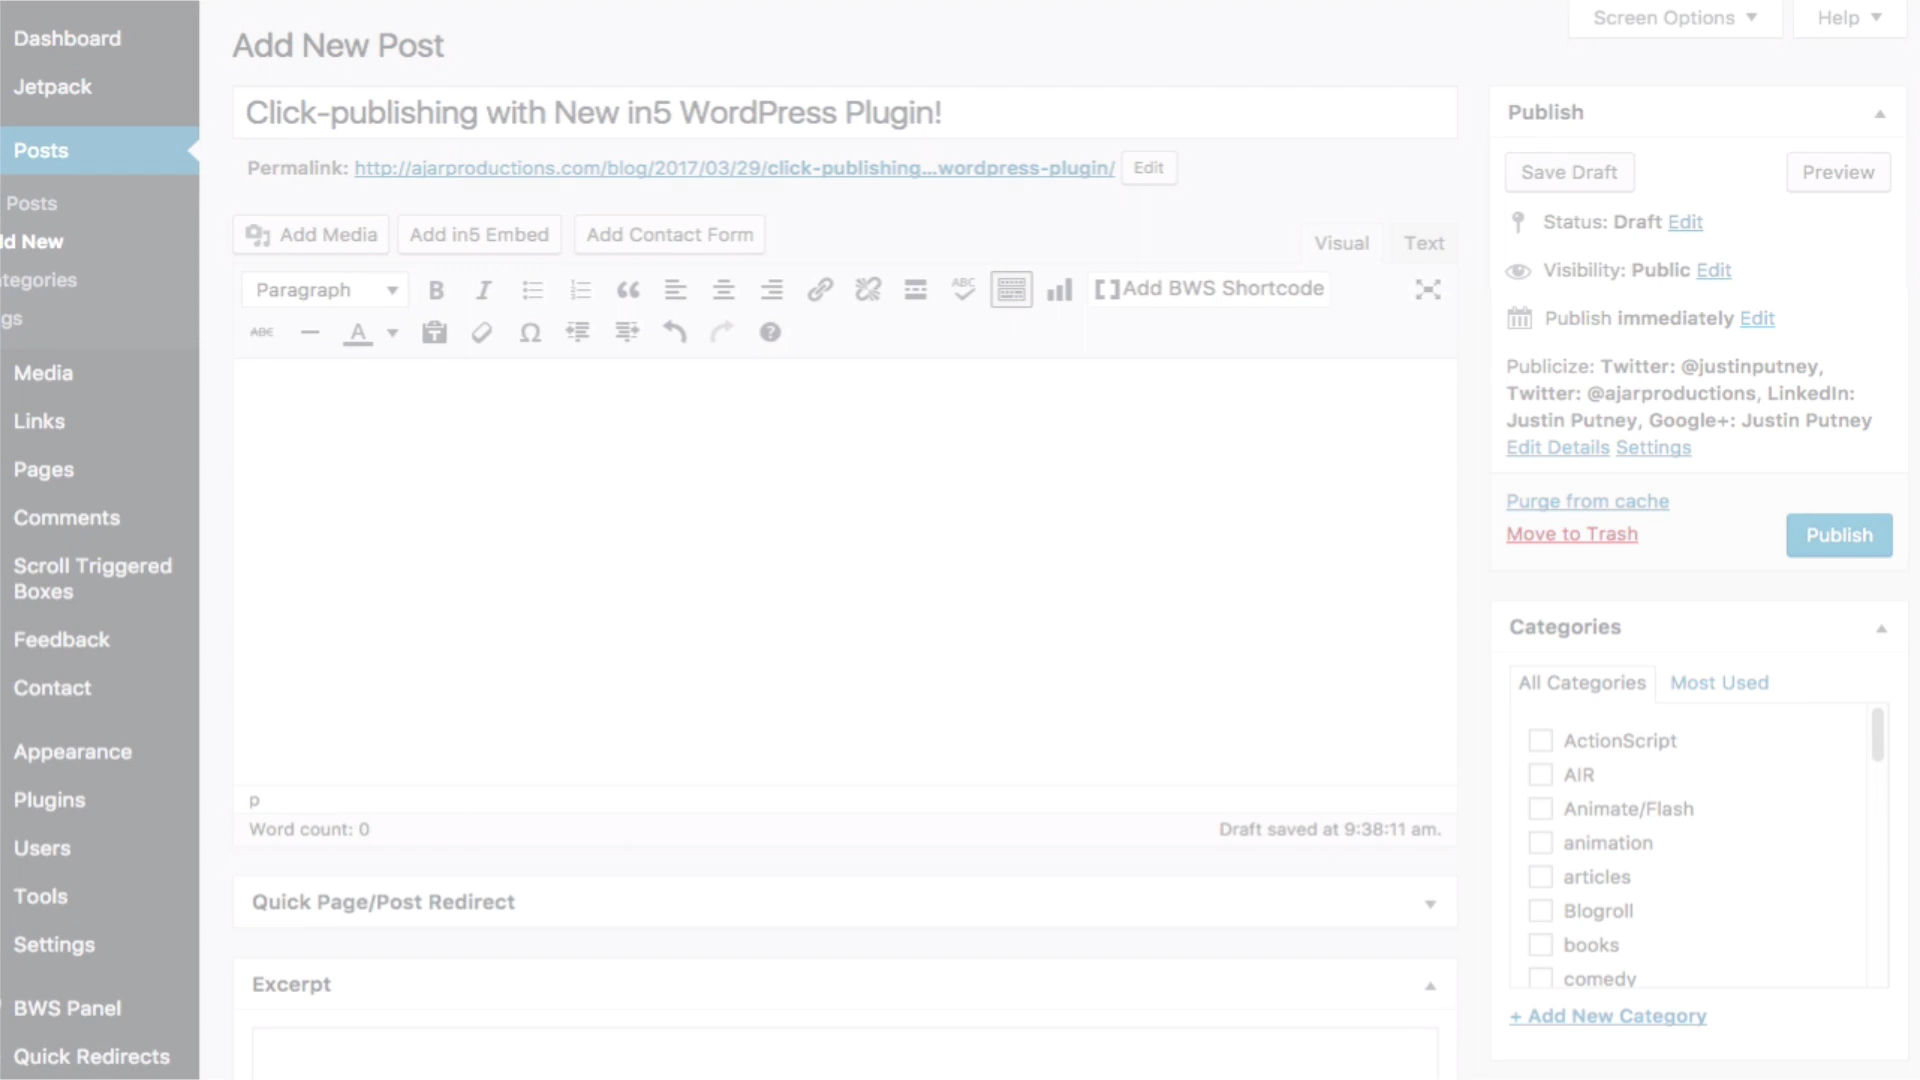 Dashboard
Jetpack
Posts
Posts
d New
tegories
gs
Media
Links
Pages
Comments
Scroll Triggered
Boxes
Feedback
Contact
Appearance
Plugins
Users
Tools
Settings
BWS Panel
Quick Redirects
Screen Options
Help
Add New Post
Click-publishing with New in5 WordPress Plugin!
Permalink: http://ajarproductions.com/blog/2017/03/29/click-publishing...wordpress-plugin/ Edit
Add Media Add in5 Embed Add Contact Form
Visual Text
Paragraph B I ABC Add BWS Shortcode
ABC A T Ω ?
p
Word count: 0
Draft saved at 9:38:11 am.
Quick Page/Post Redirect
Excerpt
Publish
Save Draft Preview
Status: Draft Edit
Visibility: Public Edit
Publish immediately Edit
Publicize: Twitter: @justinputney,
Twitter: @ajarproductions, LinkedIn:
Justin Putney, Google+: Justin Putney
Edit Details Settings
Purge from cache
Move to Trash
Publish
Categories
All Categories Most Used
ActionScript
AIR
Animate/Flash
animation
articles
Blogroll
books
comedy
+ Add New Category